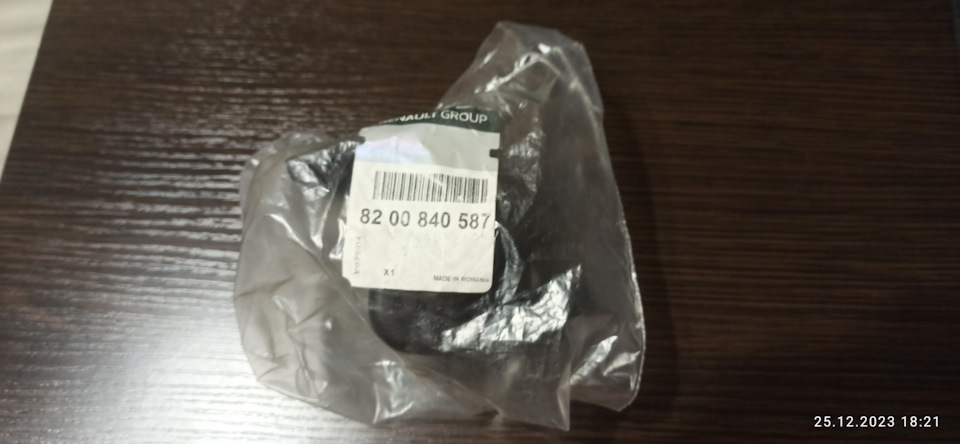 RENAULT GROUP
82 00 840 587
X1
MADE IN ROMANIA
25.12.2023 18:21